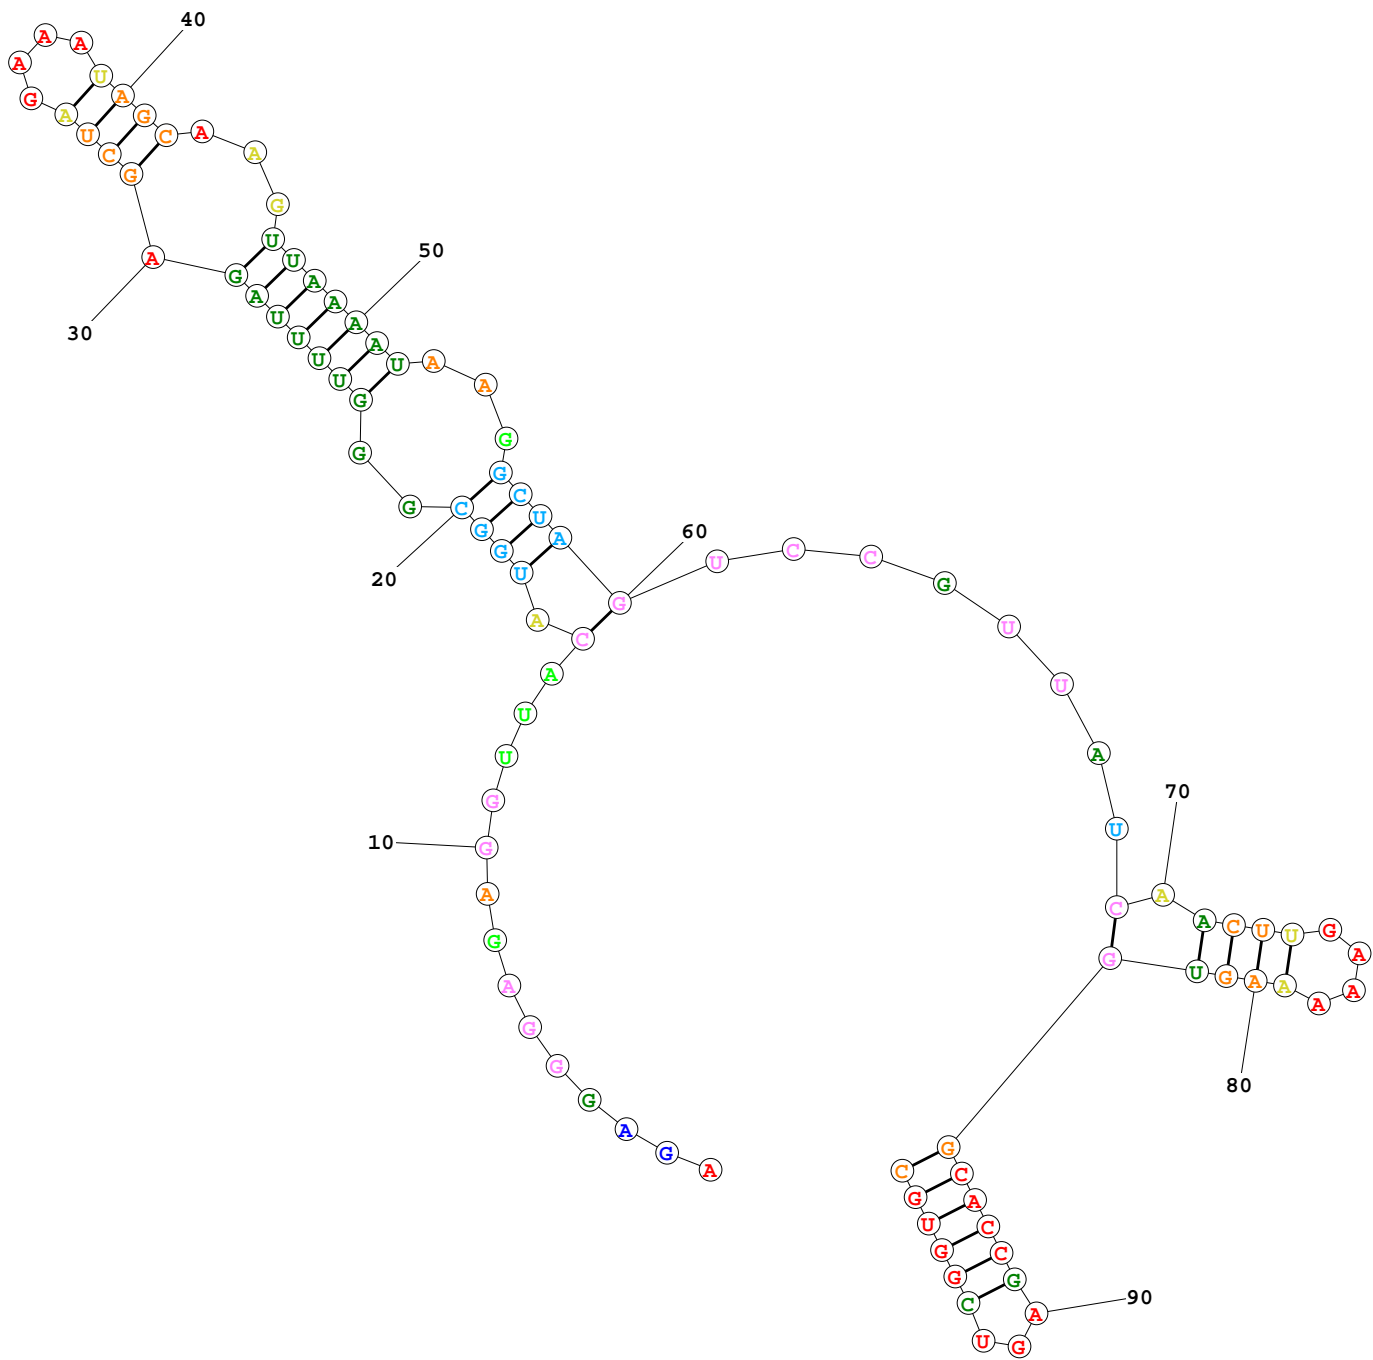 A G A G G G A G A G
10
G U U A C A U G G C
20
G G G U U U U A G A
30
G C U A G A A A U A
40
G C A A G U U A A A
50
A U A A G G C U A G
60
U C C G U U A U C A
70
A C U U G A A A A A
80
G U G G C A C C G A
90
G U C G G U G C